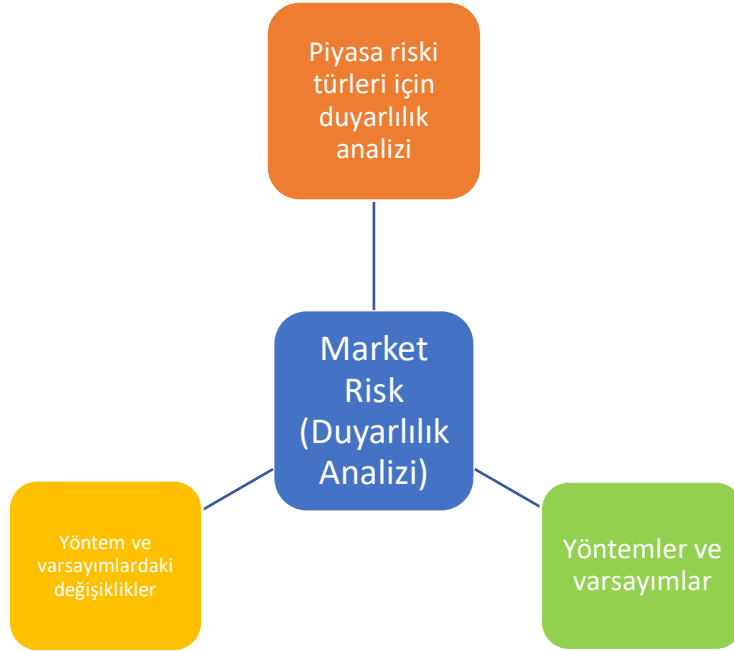 Piyasa riski
türleri için
duyarlılık
analizi
Market
Risk
(Duyarlılık
Analizi)
Yöntem ve
varsayımlardaki
değişiklikler
Yöntemler ve
varsayımlar